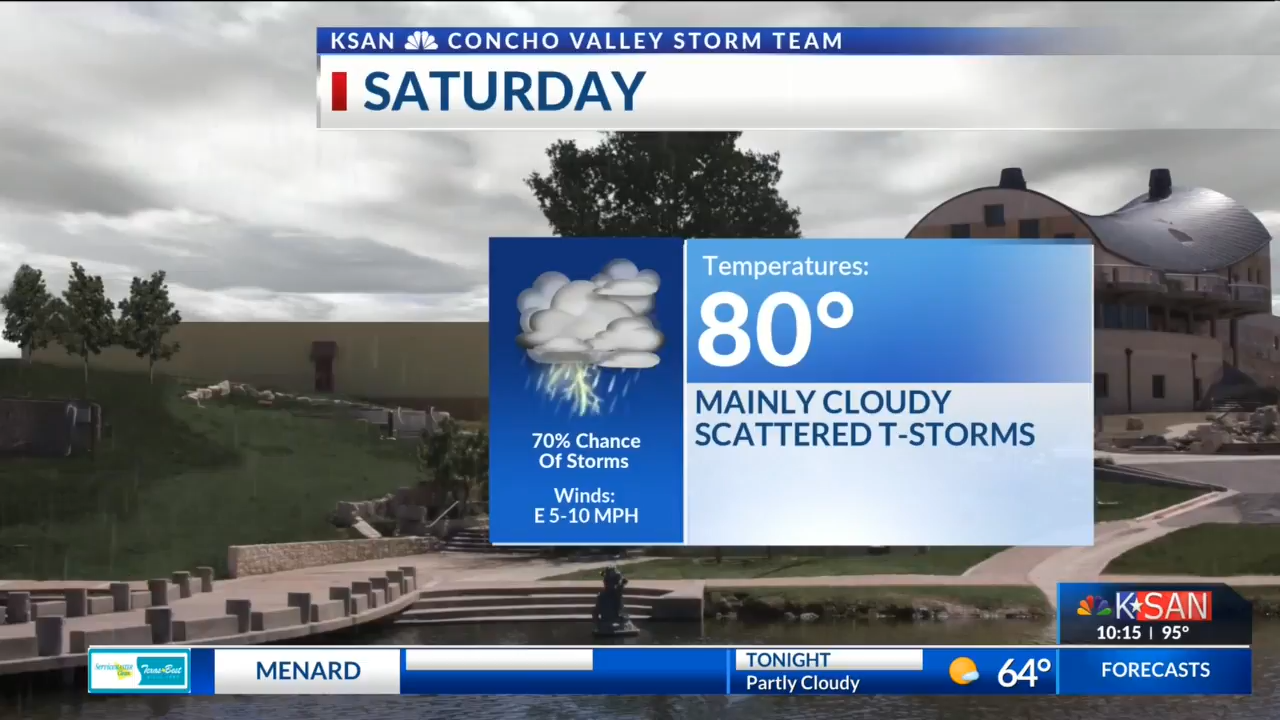 KSAN CONCHO VALLEY STORM TEAM
SATURDAY
Temperatures:
80°
MAINLY CLOUDY
SCATTERED T-STORMS
70% Chance
Of Storms
Winds:
E 5-10 MPH
KSAN
10:15 | 95°
MENARD
TONIGHT
Partly Cloudy
64°
FORECASTS